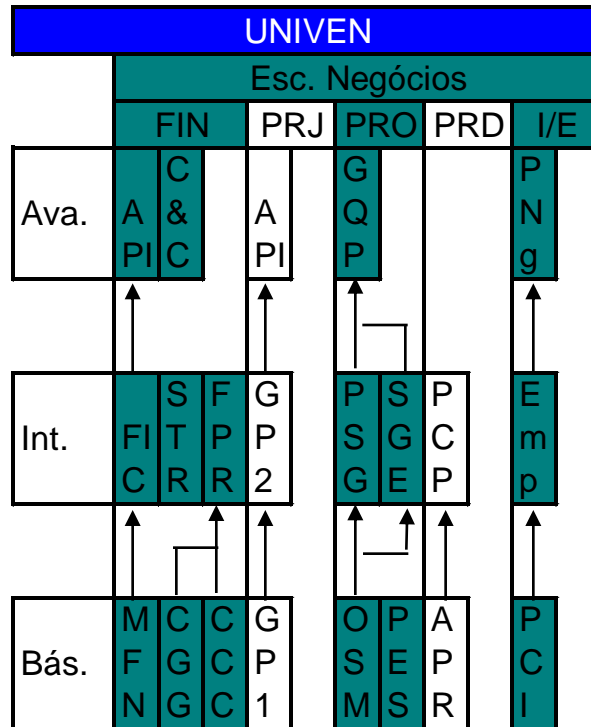 UNIVEN
Esc. Negócios
FIN PRJ PRO PRD I/E
Ava. API C&C API GQP PNg
Int. FIC STR FPR GP2 PSG SGE PCP Emp
Bás. MFN CGG CCC GP1 OSM PES APR PCI